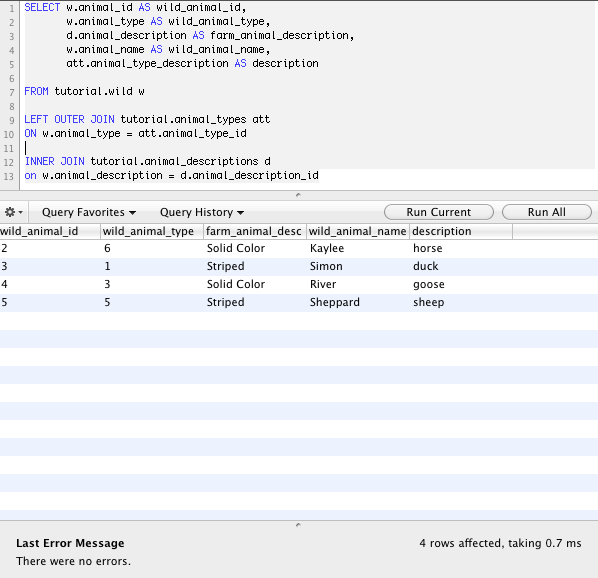 1 SELECT w.animal_id AS wild_animal_id,
2 w.animal_type AS wild_animal_type,
3 d.animal_description AS farm_animal_description,
4 w.animal_name AS wild_animal_name,
5 att.animal_type_description AS description
6
7 FROM tutorial.wild w
8
9 LEFT OUTER JOIN tutorial.animal_types att
10 ON w.animal_type = att.animal_type_id
11
12 INNER JOIN tutorial.animal_descriptions d
13 on w.animal_description = d.animal_description_id
Query Favorites Query History Run Current Run All
wild_animal_id wild_animal_type farm_animal_desc wild_animal_name description
2 6 Solid Color Kaylee horse
3 1 Striped Simon duck
4 3 Solid Color River goose
5 5 Striped Sheppard sheep
Last Error Message 4 rows affected, taking 0.7 ms
There were no errors.